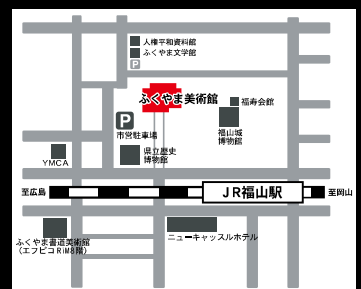 人権平和資料館
ふくやま文学館
P
ふくやま美術館
福寿会館
P
市営駐車場
福山城
博物館
県立歴史
博物館
YMCA
至広島
JR福山駅
至岡山
ふくやま書道美術館
(エフピコRiM8階)
ニューキャッスルホテル